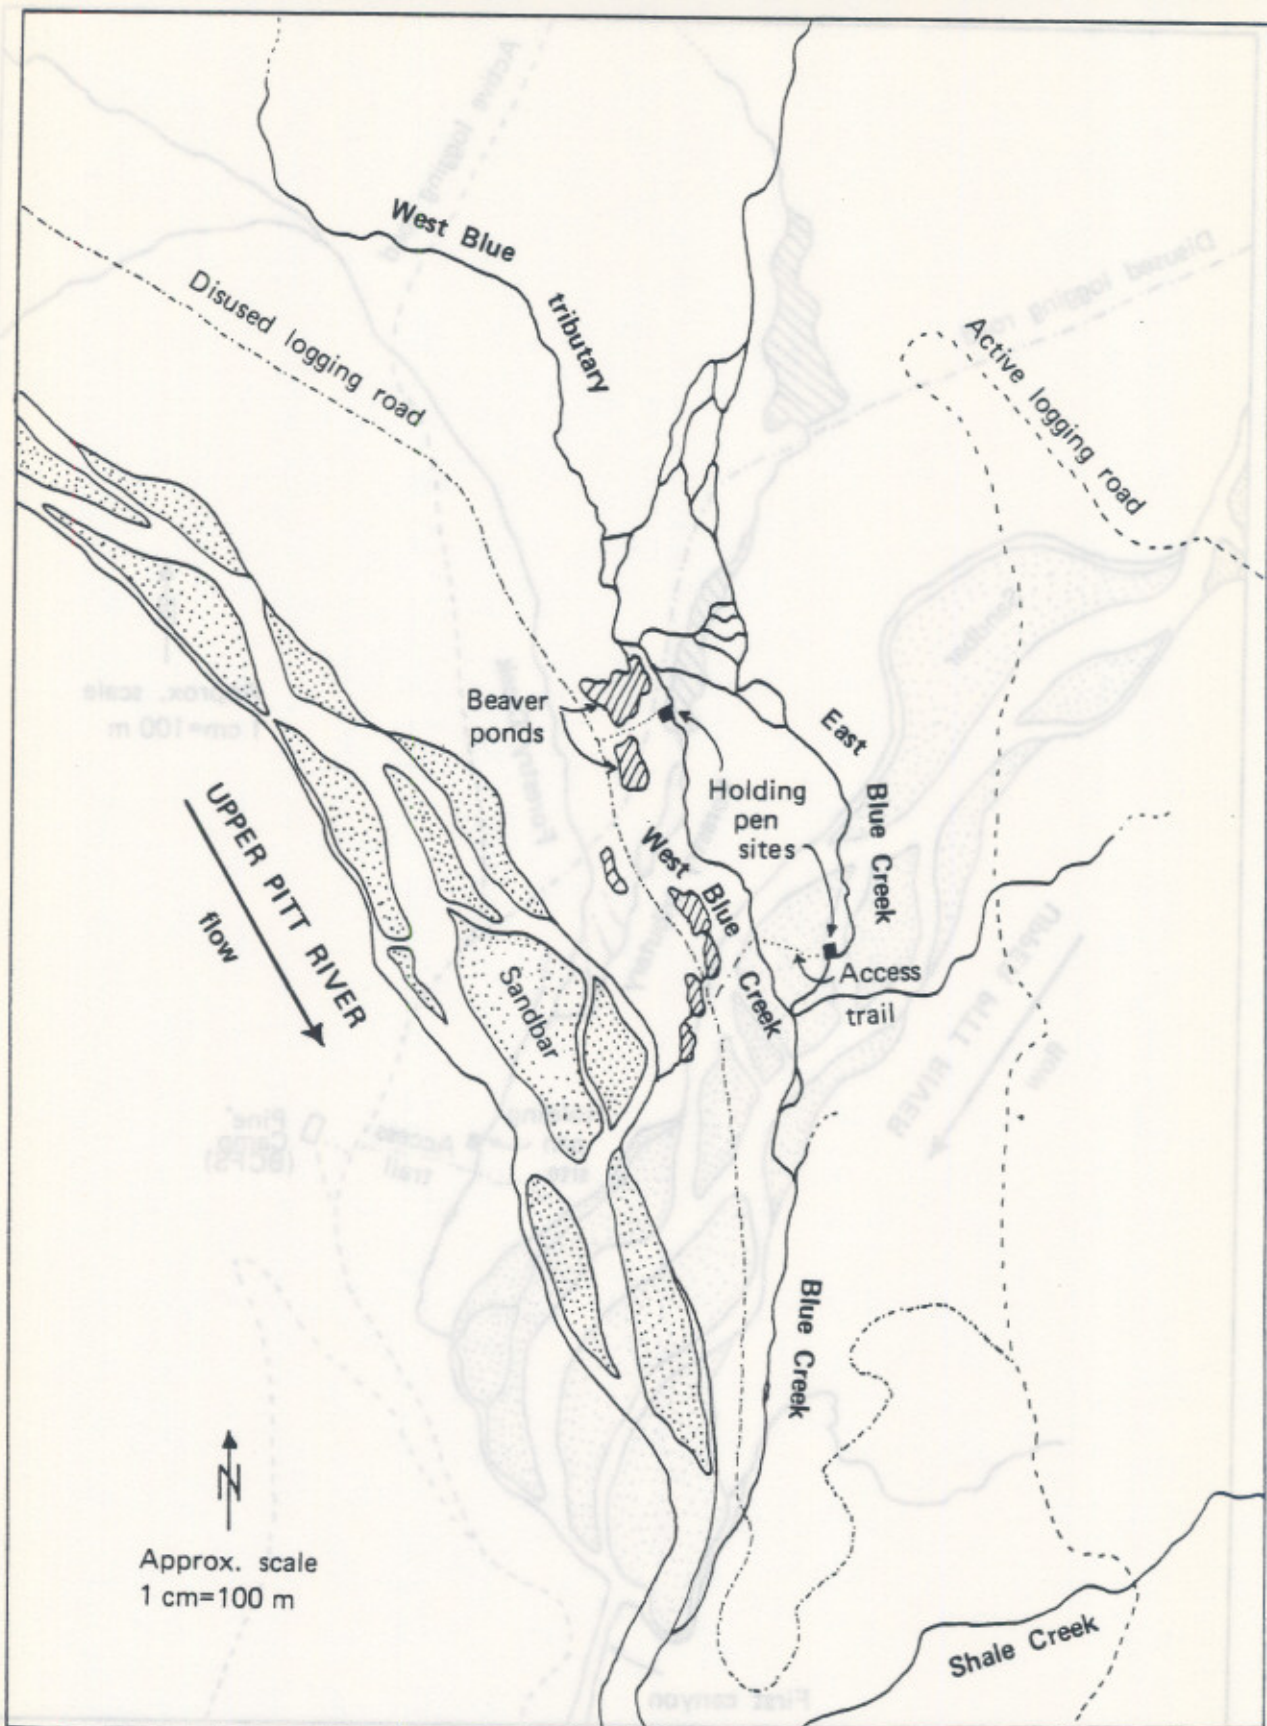 West Blue
tributary
Disused logging road
Active logging road
Beaver
ponds
East
Blue Creek
Holding
pen
sites
West
Blue
Creek
UPPER PITT RIVER
flow
Access
trail
Sandbar
Blue Creek
N
Approx. scale
1 cm=100 m
Shale Creek